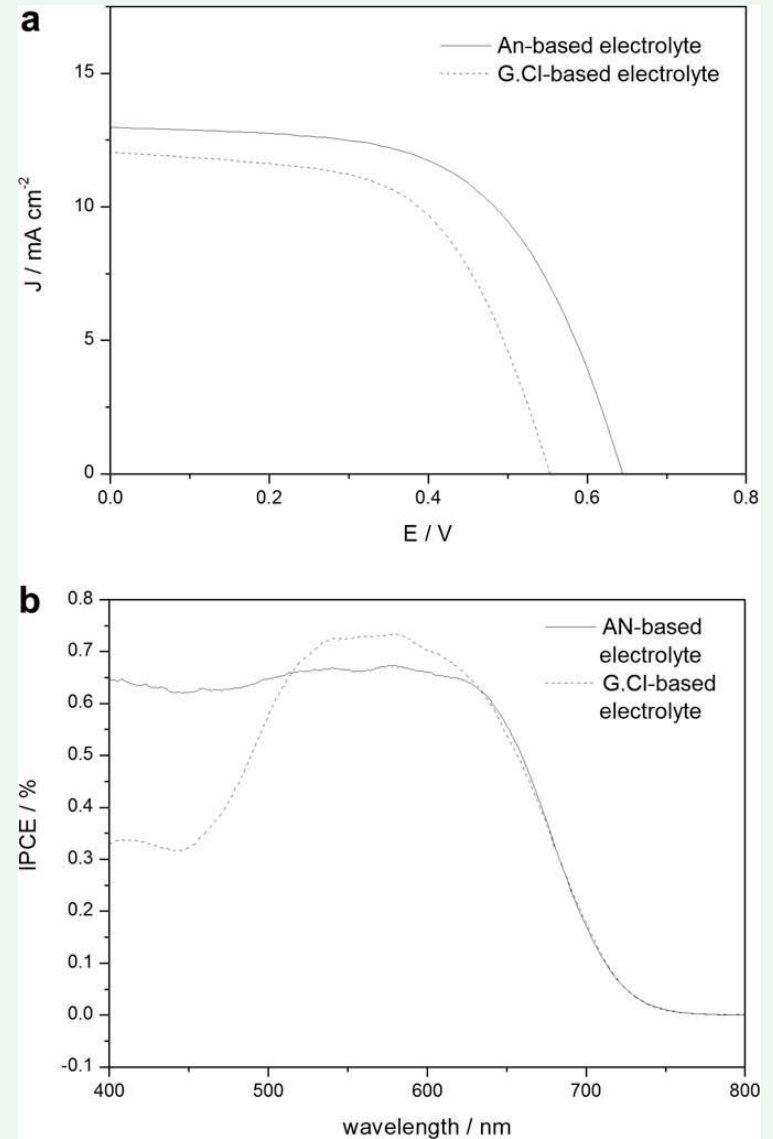 a
An-based electrolyte
G.Cl-based electrolyte
15
10
5
0
J / mA cm-2
0.0 0.2 0.4 0.6 0.8
E / V
b
AN-based
electrolyte
G.Cl-based
electrolyte
0.8
0.7
0.6
0.5
0.4
0.3
0.2
0.1
0.0
-0.1
IPCE / %
400 500 600 700 800
wavelength / nm